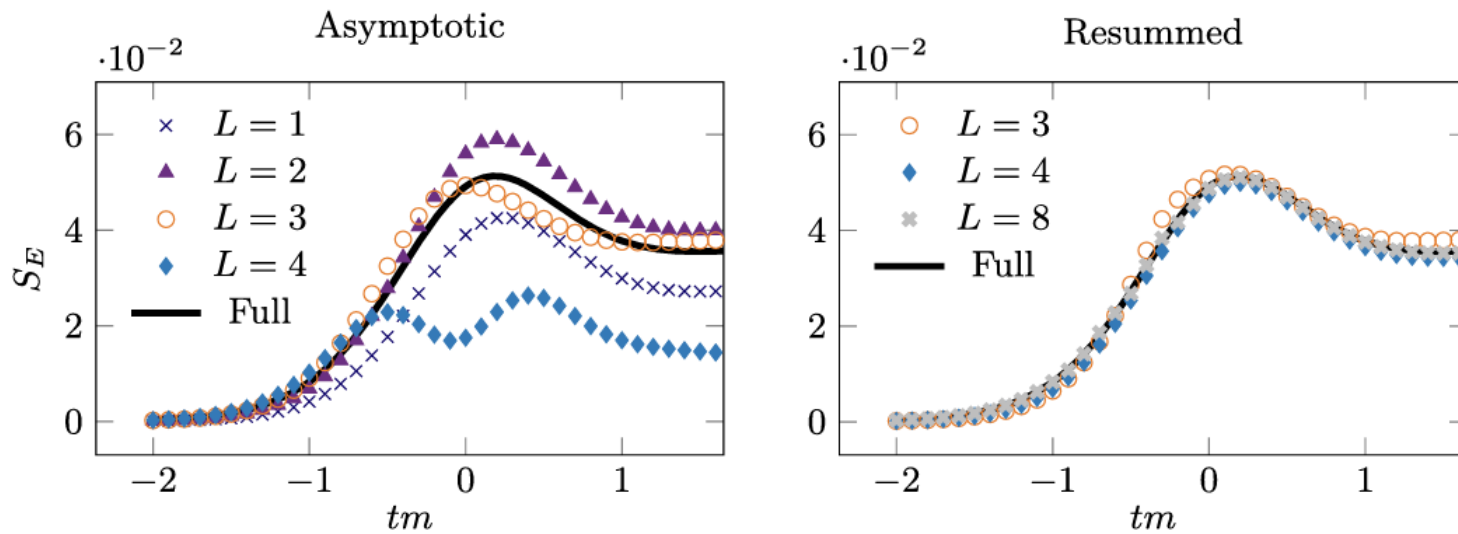 Asymptotic
·10⁻²
6
4
2
0
S_E
L = 1
L = 2
L = 3
L = 4
Full
−2 −1 0 1
tm
Resummed
·10⁻²
6
4
2
0
L = 3
L = 4
L = 8
Full
−2 −1 0 1
tm